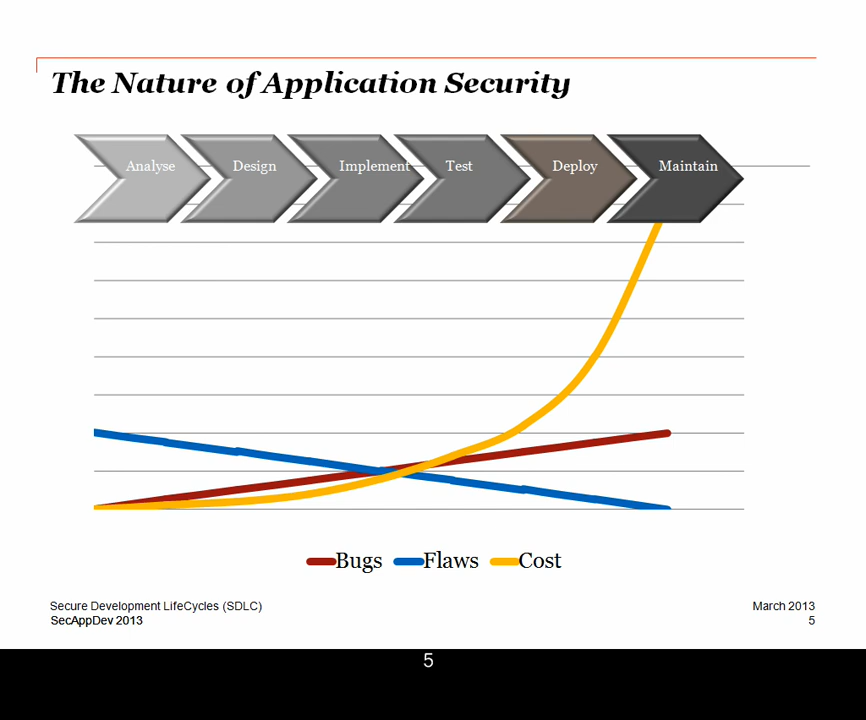 The Nature of Application Security
Analyse Design Implement Test Deploy Maintain
Bugs Flaws Cost
Secure Development LifeCycles (SDLC) March 2013
SecAppDev 2013 5
5